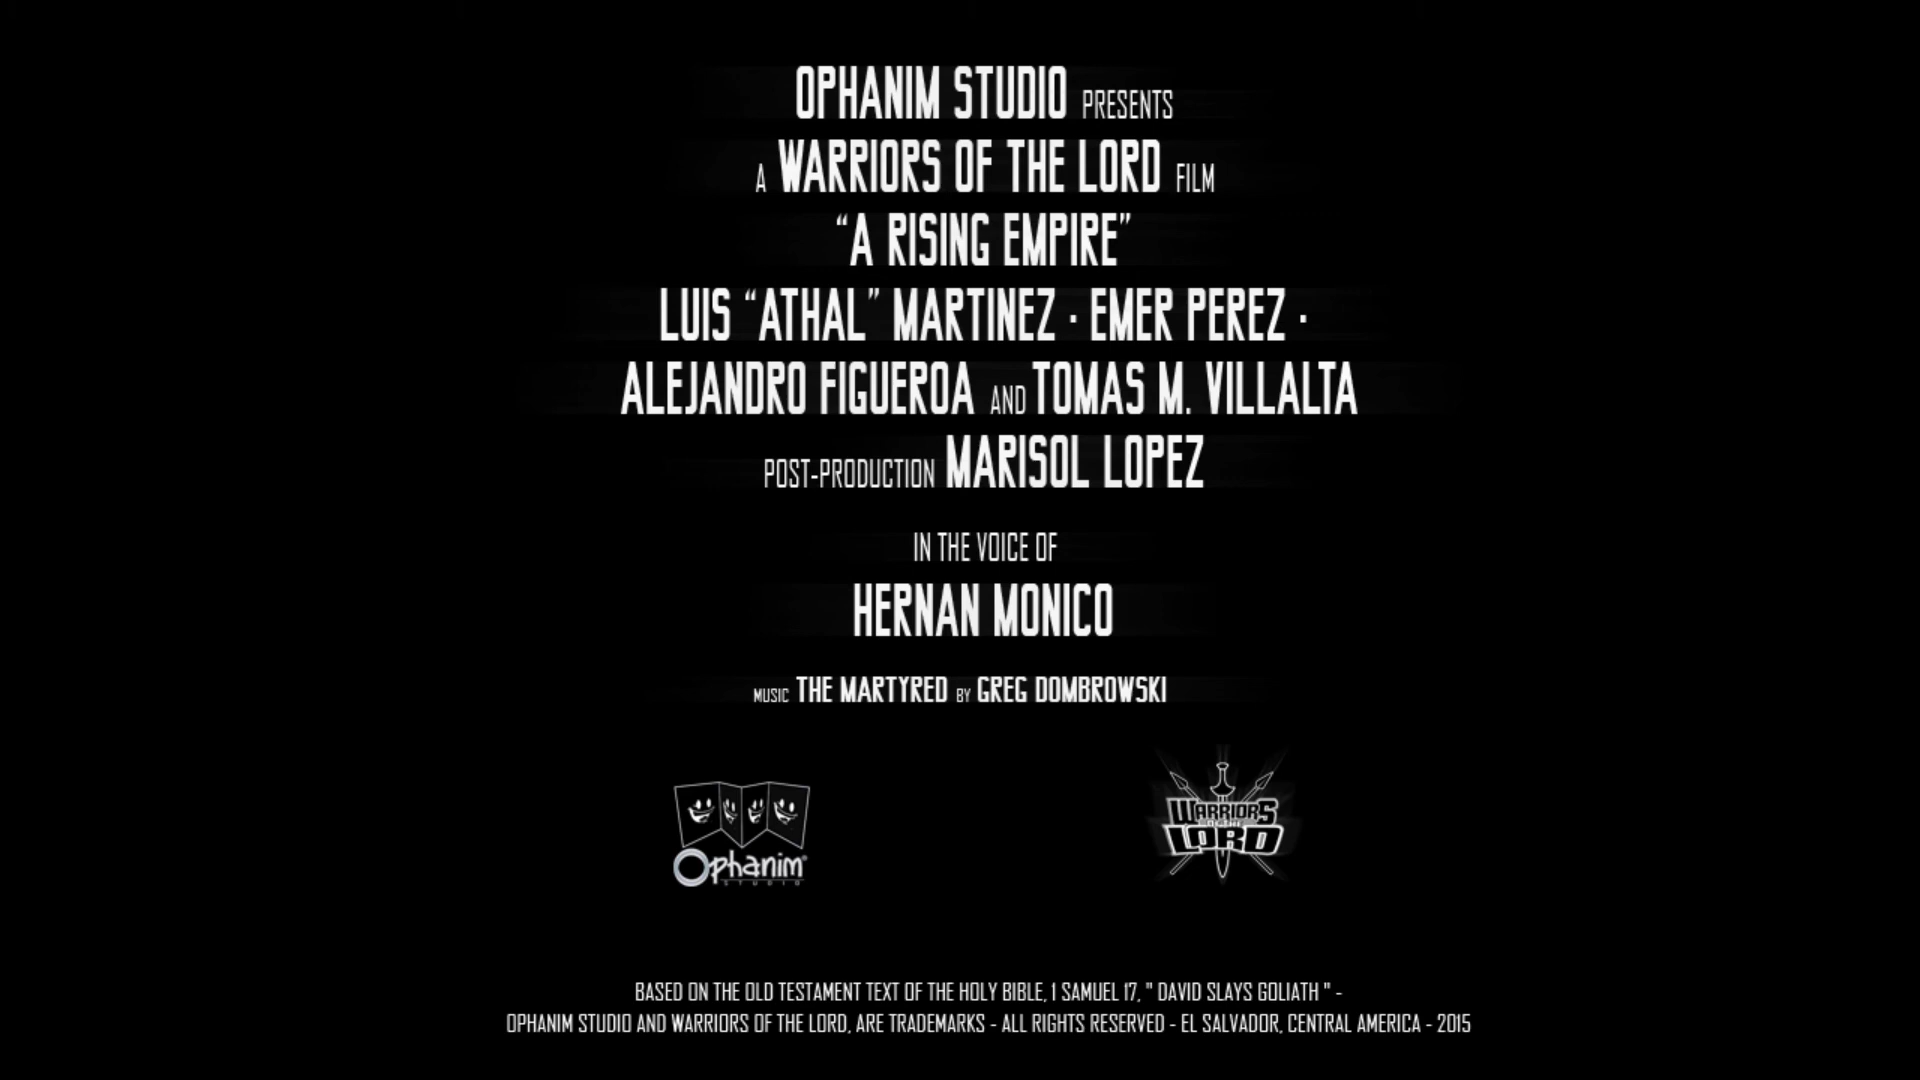 OPHANIM STUDIO PRESENTS
A WARRIORS OF THE LORD FILM
“A RISING EMPIRE”
LUIS “ATHAL” MARTINEZ · EMER PEREZ ·
ALEJANDRO FIGUEROA AND TOMAS M. VILLALTA
POST-PRODUCTION MARISOL LOPEZ
IN THE VOICE OF
HERNAN MONICO
MUSIC THE MARTYRED BY GREG DOMBROWSKI
Ophanim®
STUDIO
WARRIORS
OF THE
LORD
BASED ON THE OLD TESTAMENT TEXT OF THE HOLY BIBLE, 1 SAMUEL 17, " DAVID SLAYS GOLIATH " -
OPHANIM STUDIO AND WARRIORS OF THE LORD, ARE TRADEMARKS - ALL RIGHTS RESERVED - EL SALVADOR, CENTRAL AMERICA - 2015